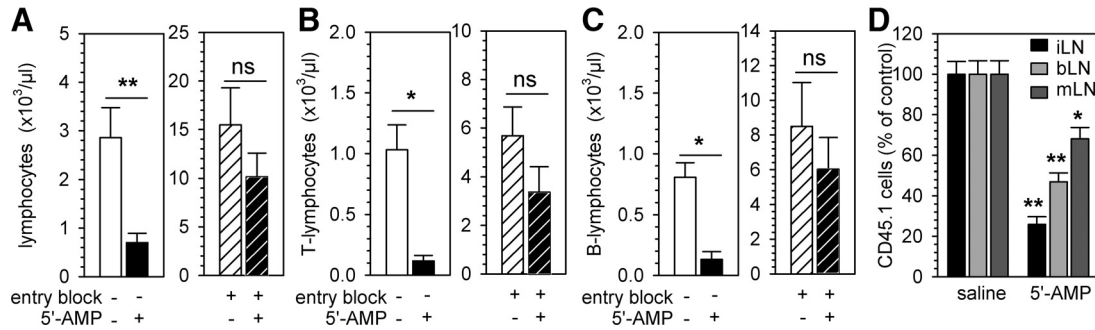 A
lymphocytes (x10³/µl)
5
4
3
2
1
0
**
25
20
15
10
5
0
ns
entry block - - + +
5'-AMP - + - +
B
T-lymphocytes (x10³/µl)
2.0
1.5
1.0
0.5
0.0
*
10
8
6
4
2
0
ns
- - + +
- + - +
C
B-lymphocytes (x10³/µl)
2.0
1.5
1.0
0.5
0.0
*
14
12
10
8
6
4
2
0
ns
entry block - - + +
5'-AMP - + - +
D
CD45.1 cells (% of control)
120
100
80
60
40
20
0
iLN
bLN
mLN
** ** *
saline 5'-AMP